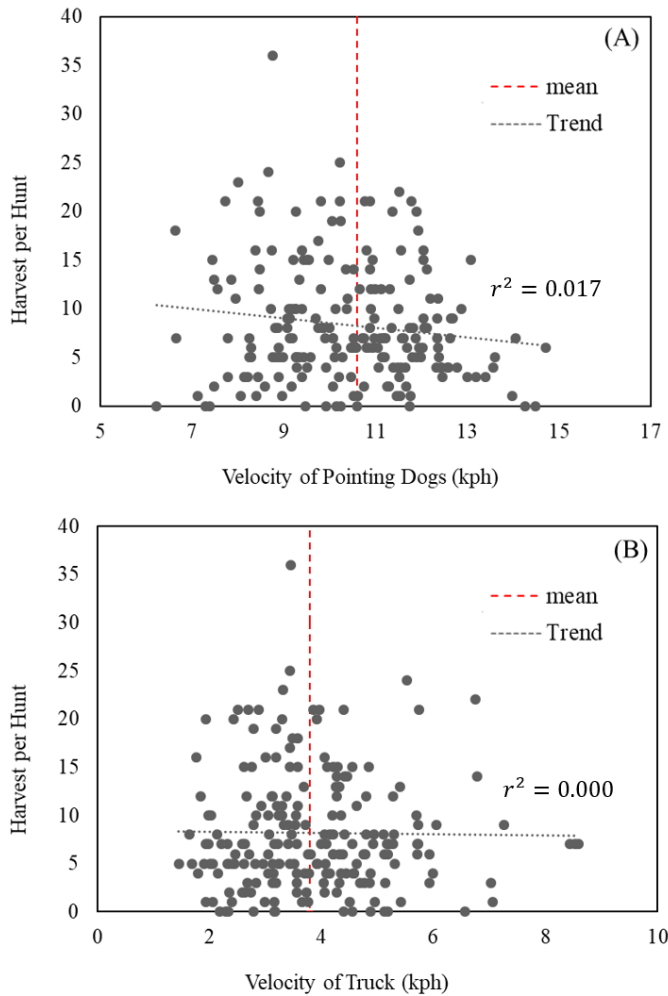 (A)
40
35
30
25
20
15
10
5
0
Harvest per Hunt
mean
Trend
r² = 0.017
5 7 9 11 13 15 17
Velocity of Pointing Dogs (kph)
(B)
40
35
30
25
20
15
10
5
0
Harvest per Hunt
mean
Trend
r² = 0.000
0 2 4 6 8 10
Velocity of Truck (kph)